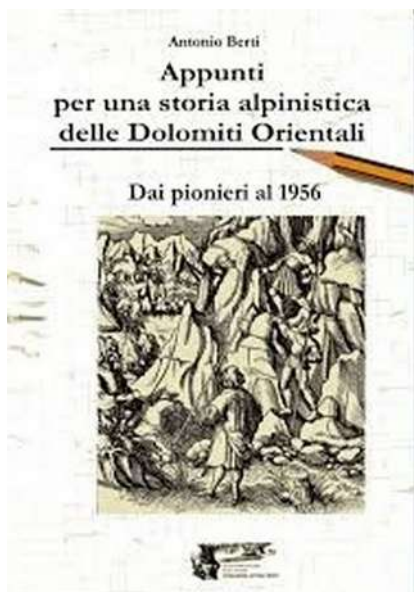 Antonio Berti
Appunti
per una storia alpinistica
delle Dolomiti Orientali
Dai pionieri al 1956